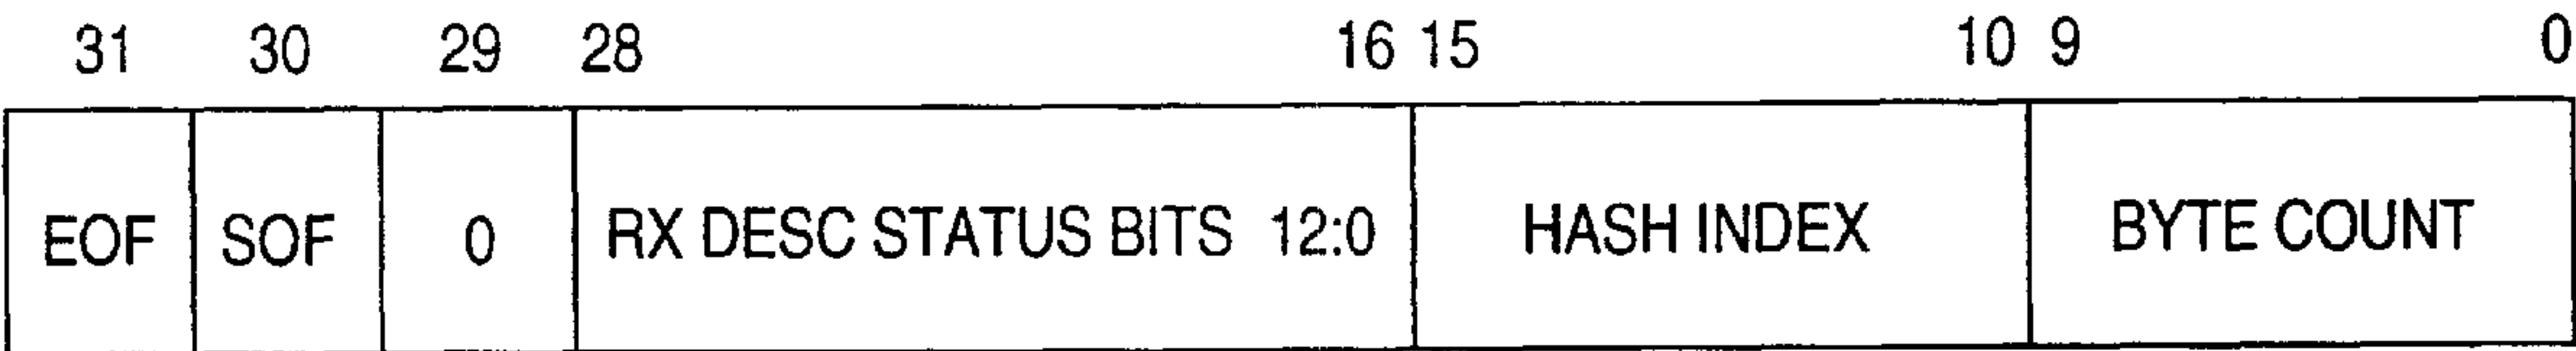 31 30 29 28 16 15 10 9 0
EOF SOF 0 RX DESC STATUS BITS 12:0 HASH INDEX BYTE COUNT